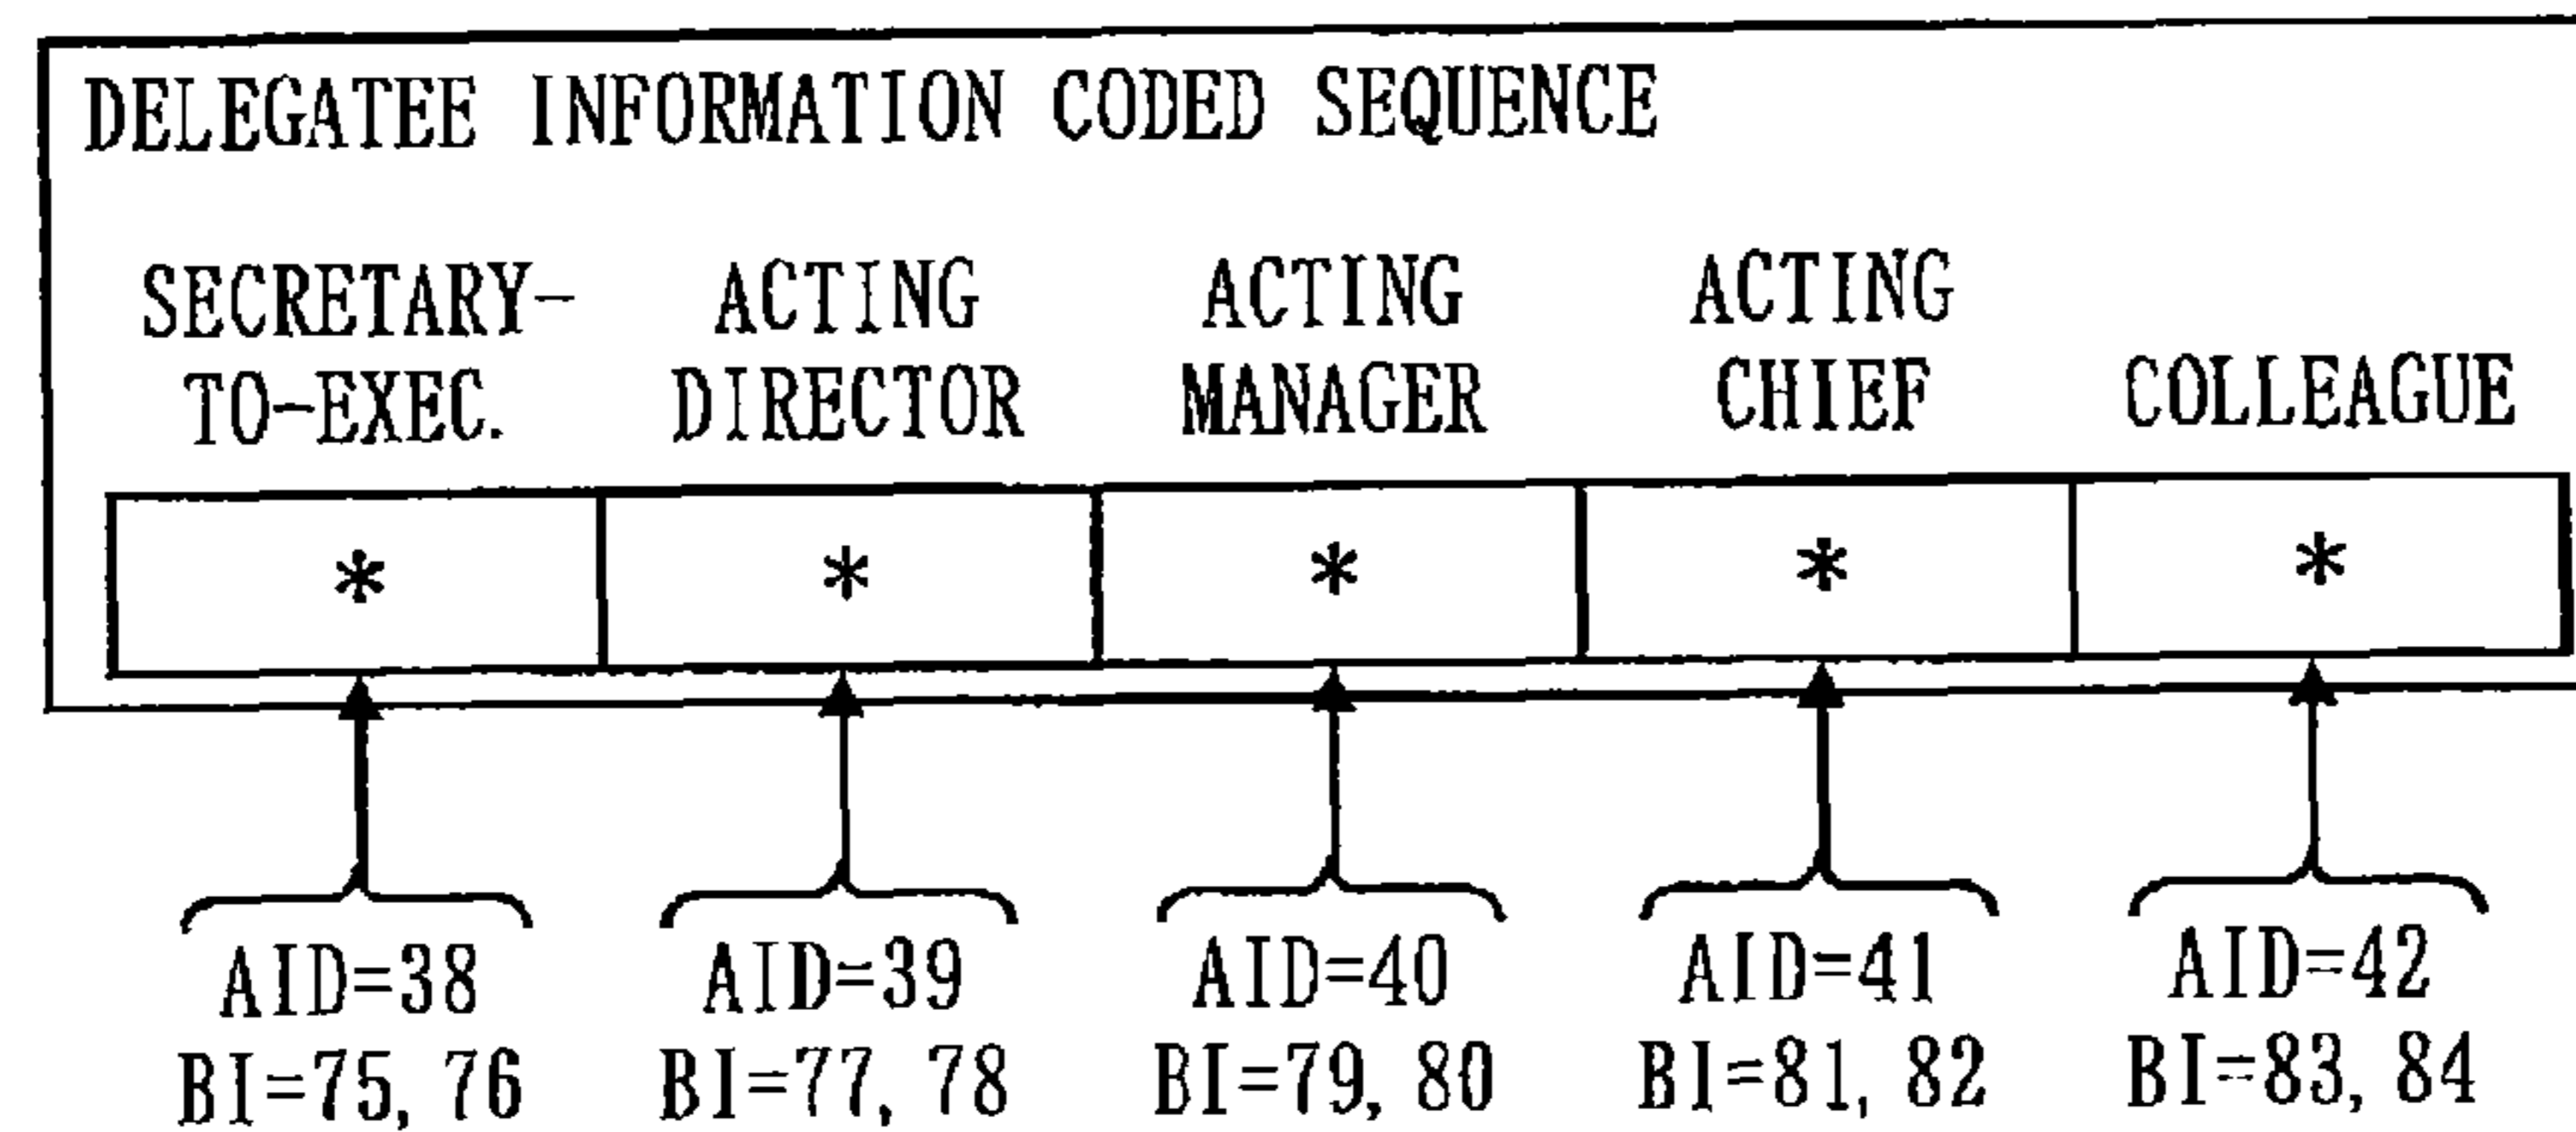 DELEGATEE INFORMATION CODED SEQUENCE
SECRETARY-TO-EXEC.
ACTING DIRECTOR
ACTING MANAGER
ACTING CHIEF
COLLEAGUE
* * * * *
AID=38
BI=75, 76
AID=39
BI=77, 78
AID=40
BI=79, 80
AID=41
BI=81, 82
AID=42
BI=83, 84